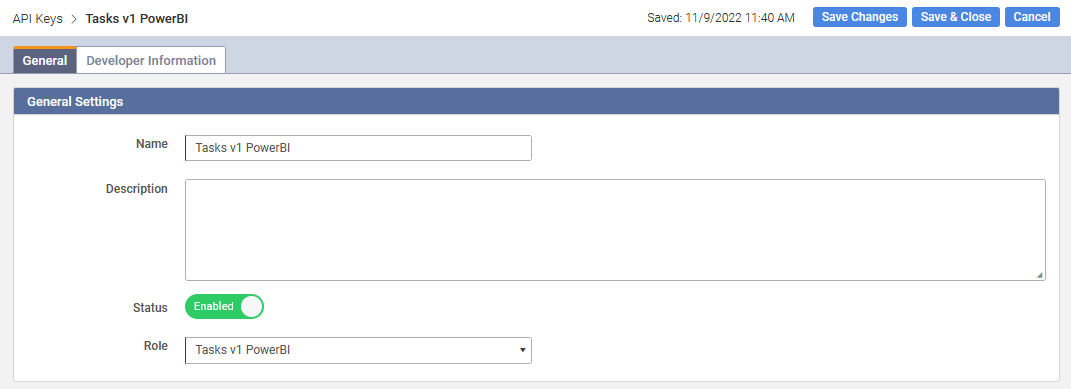 API Keys > Tasks v1 PowerBI Saved: 11/9/2022 11:40 AM Save Changes Save & Close Cancel
General Developer Information
General Settings
Name Tasks v1 PowerBI
Description
Status Enabled
Role Tasks v1 PowerBI